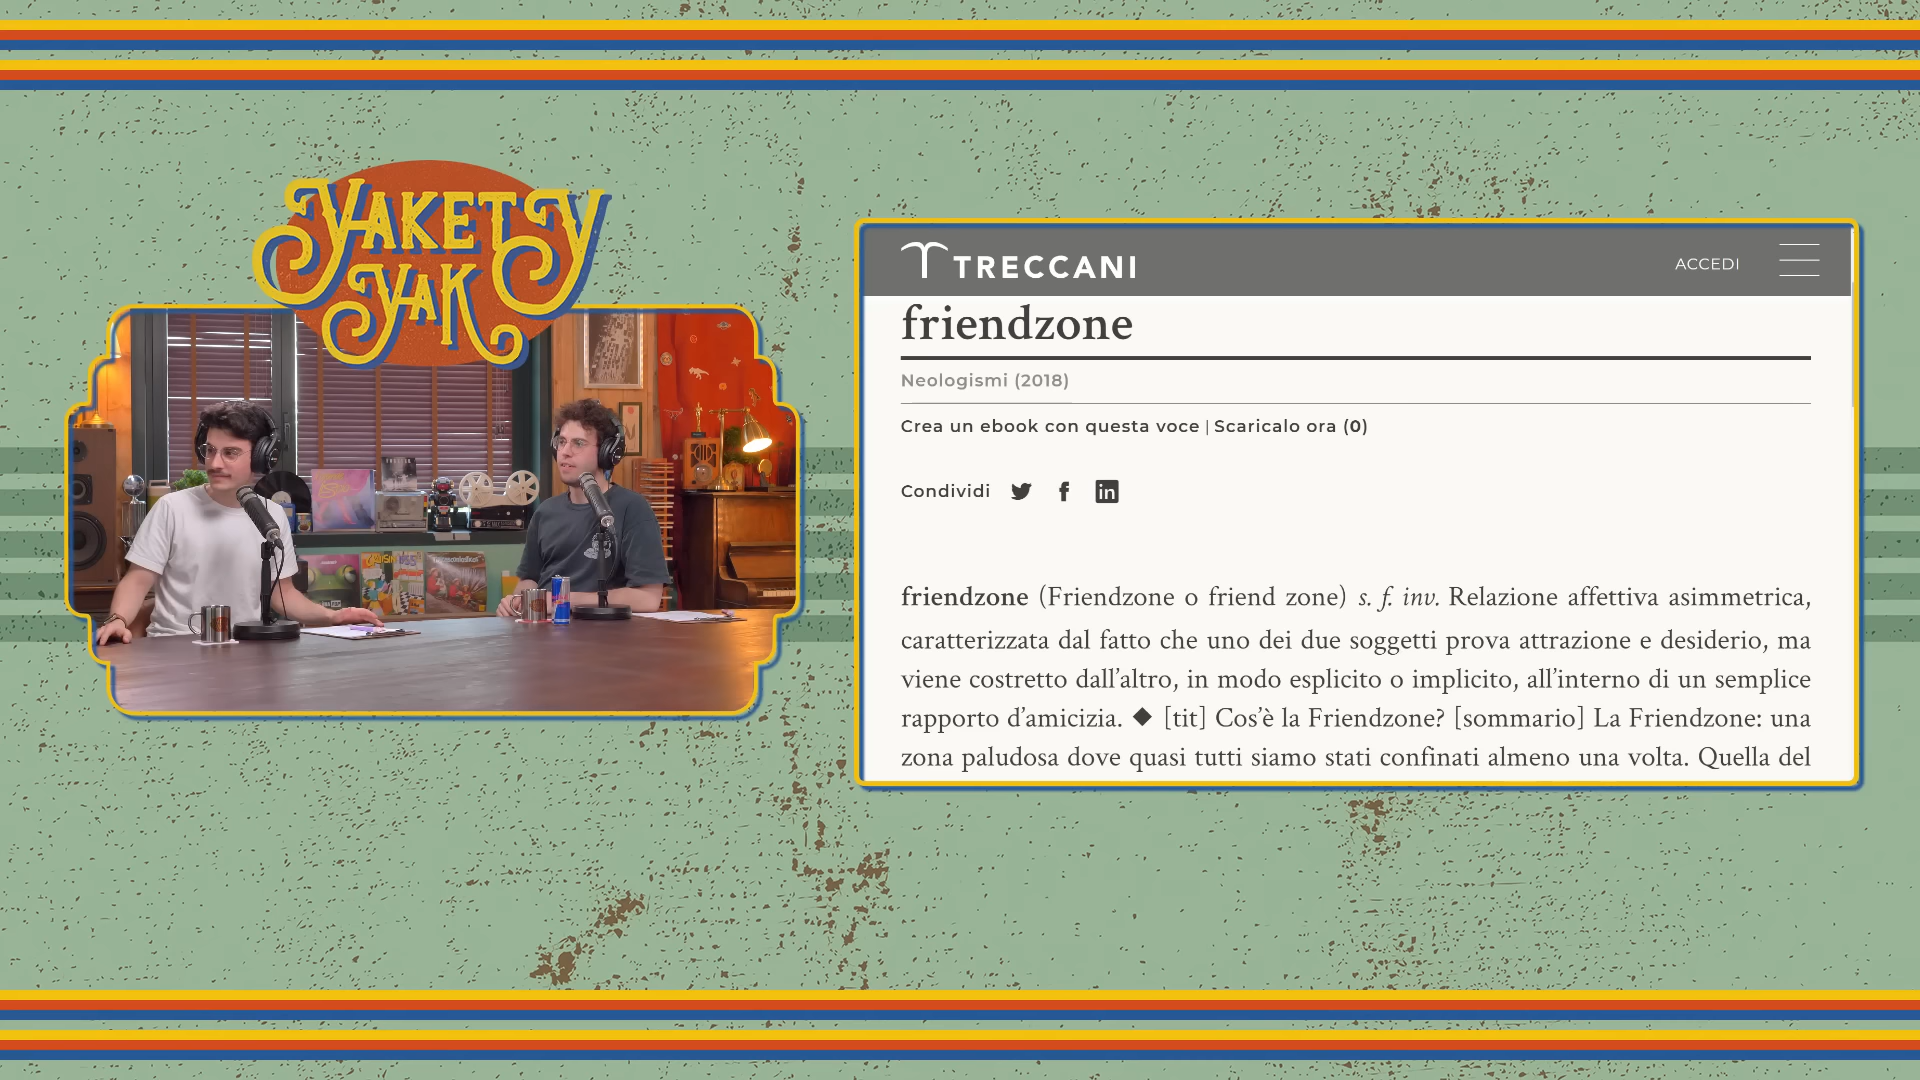 YAKETY
YAK
TRECCANI
ACCEDI
friendzone
Neologismi (2018)
Crea un ebook con questa voce | Scaricalo ora (0)
Condividi
friendzone (Friendzone o friend zone) s. f. inv. Relazione affettiva asimmetrica,
caratterizzata dal fatto che uno dei due soggetti prova attrazione e desiderio, ma
viene costretto dall’altro, in modo esplicito o implicito, all’interno di un semplice
rapporto d’amicizia. ◆ [tit] Cos’è la Friendzone? [sommario] La Friendzone: una
zona paludosa dove quasi tutti siamo stati confinati almeno una volta. Quella del